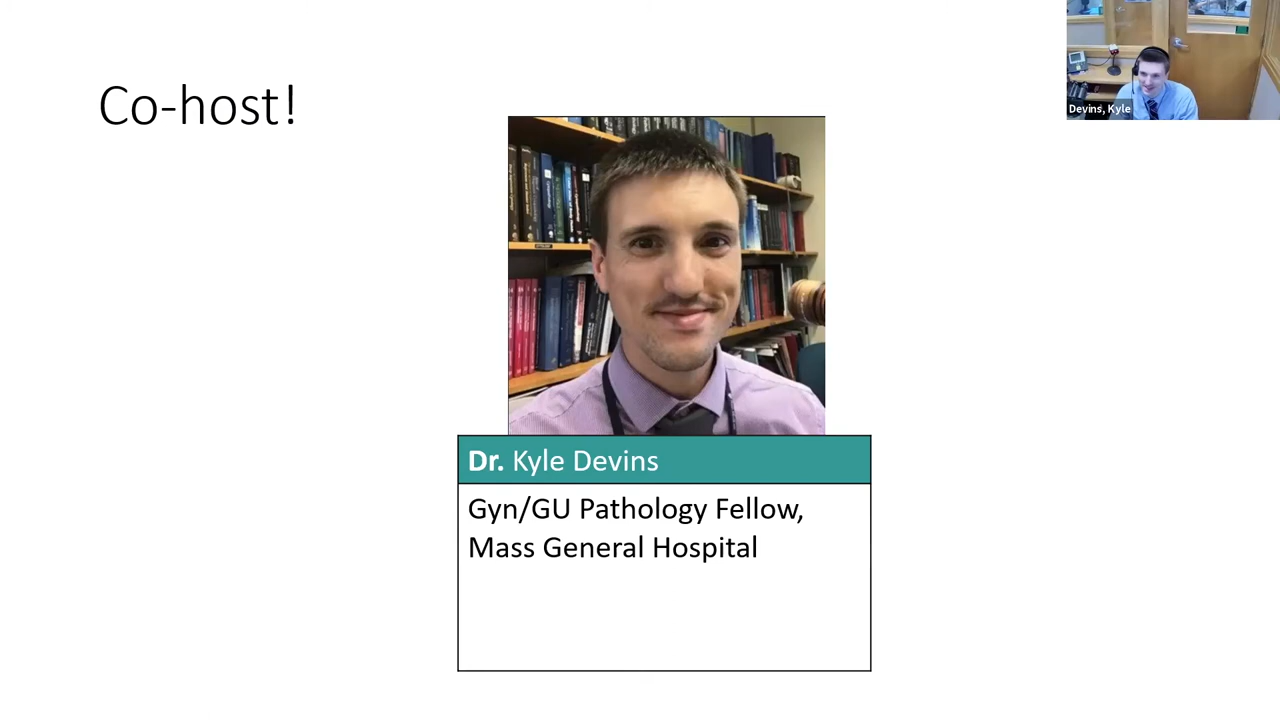 Co-host!
Devins, Kyle
Dr. Kyle Devins
Gyn/GU Pathology Fellow,
Mass General Hospital